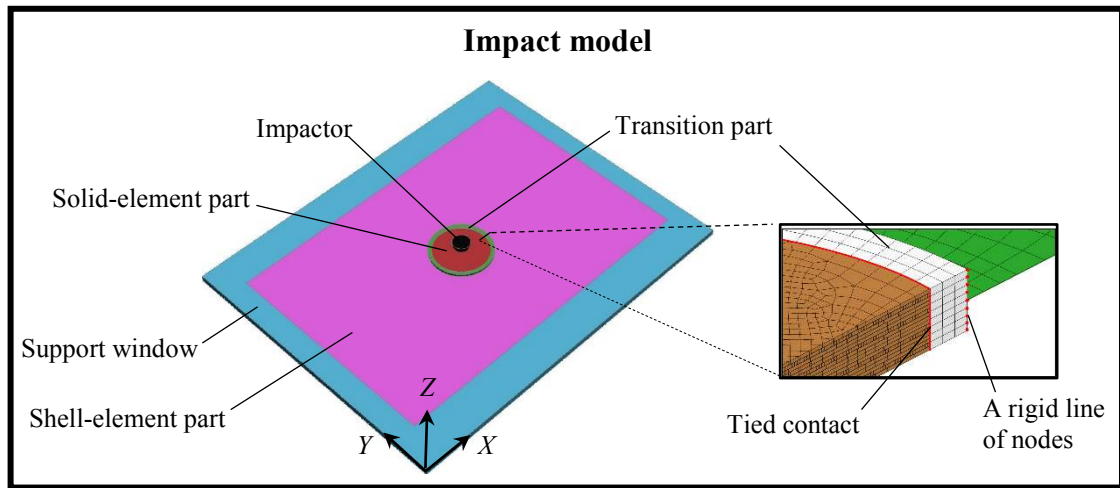 Impact model
Impactor
Transition part
Solid-element part
Support window
Shell-element part
Z
Y
X
Tied contact
A rigid line
of nodes